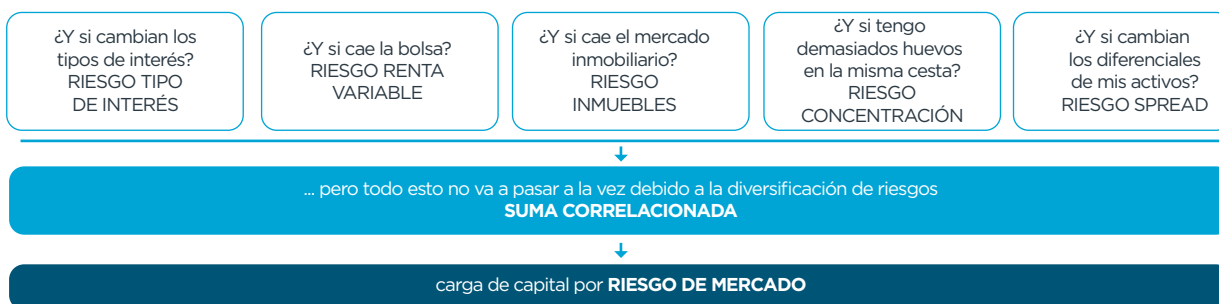 ¿Y si cambian los
tipos de interés?
RIESGO TIPO
DE INTERÉS
¿Y si cae la bolsa?
RIESGO RENTA
VARIABLE
¿Y si cae el mercado
inmobiliario?
RIESGO
INMUEBLES
¿Y si tengo
demasiados huevos
en la misma cesta?
RIESGO
CONCENTRACIÓN
¿Y si cambian
los diferenciales
de mis activos?
RIESGO SPREAD
... pero todo esto no va a pasar a la vez debido a la diversificación de riesgos
SUMA CORRELACIONADA
carga de capital por RIESGO DE MERCADO